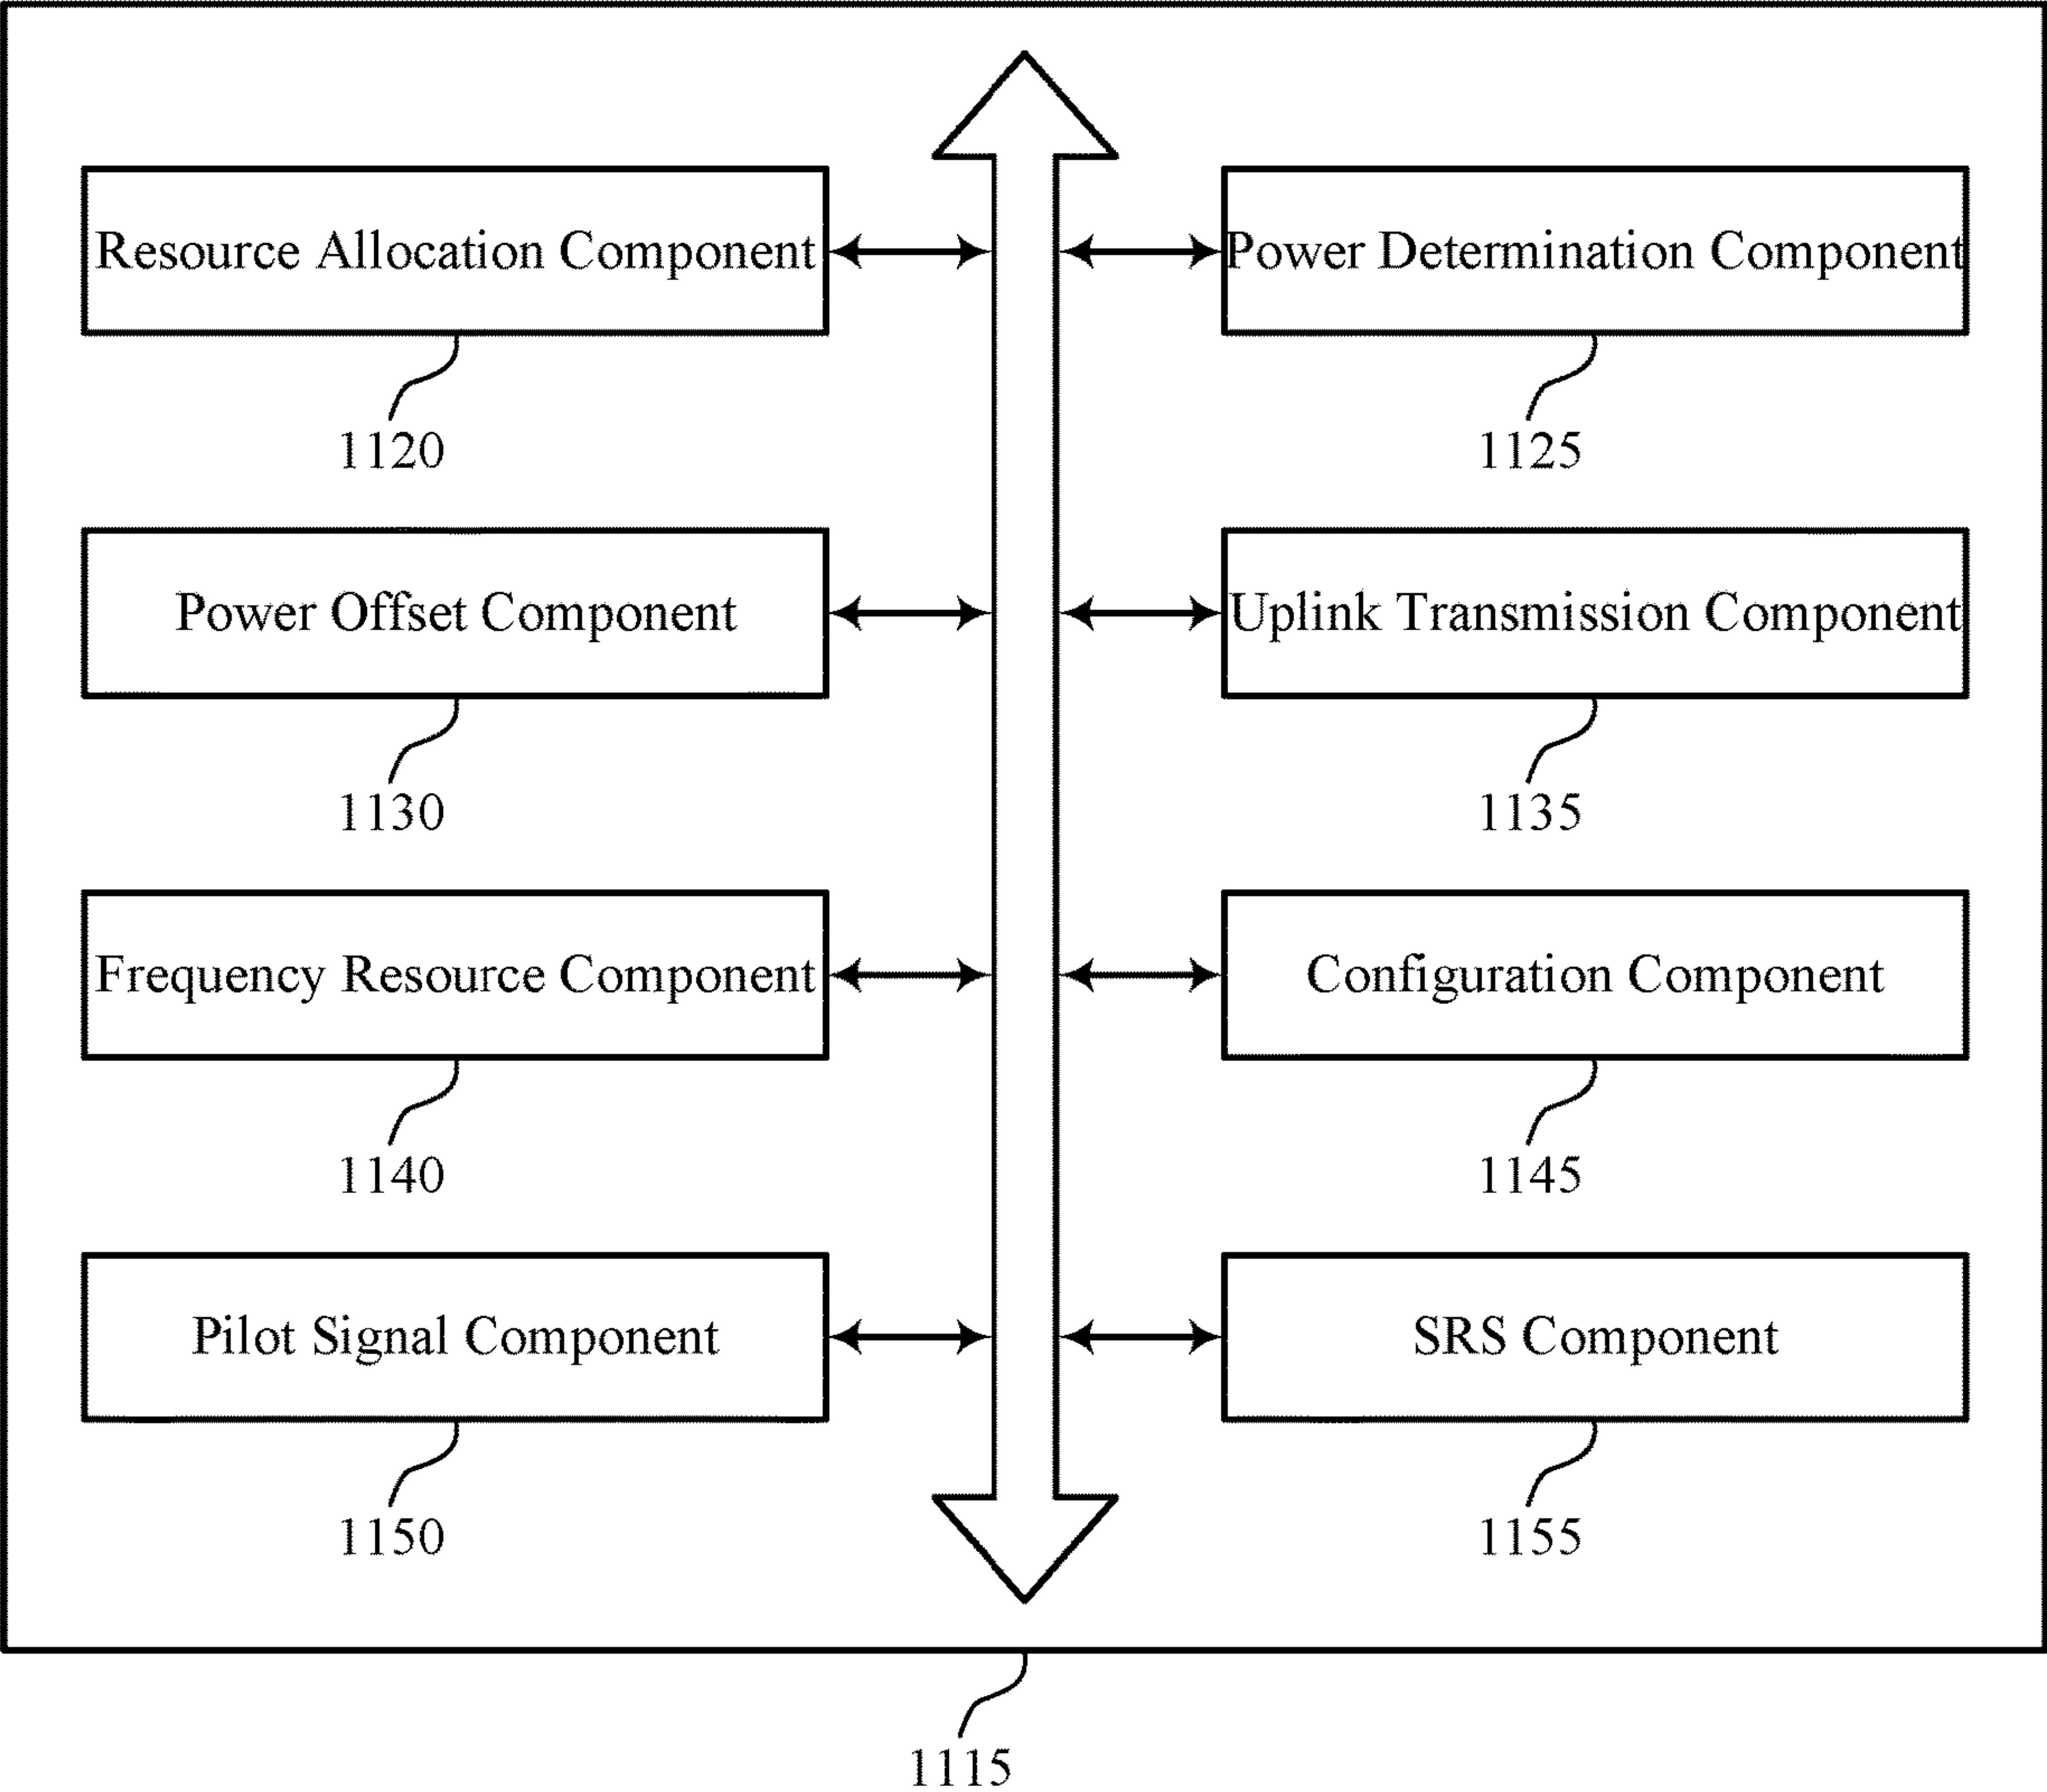 Resource Allocation Component
Power Determination Component
1120
1125
Power Offset Component
Uplink Transmission Component
1130
1135
Frequency Resource Component
Configuration Component
1140
1145
Pilot Signal Component
SRS Component
1150
1155
1115